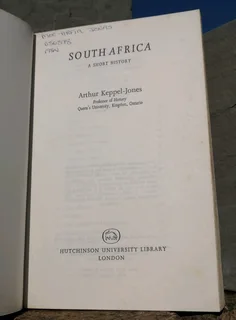 SOUTH AFRICA
A SHORT HISTORY
Arthur Keppel-Jones
Professor of History
Queen's University, Kingston, Ontario
HUTCHINSON UNIVERSITY LIBRARY
LONDON